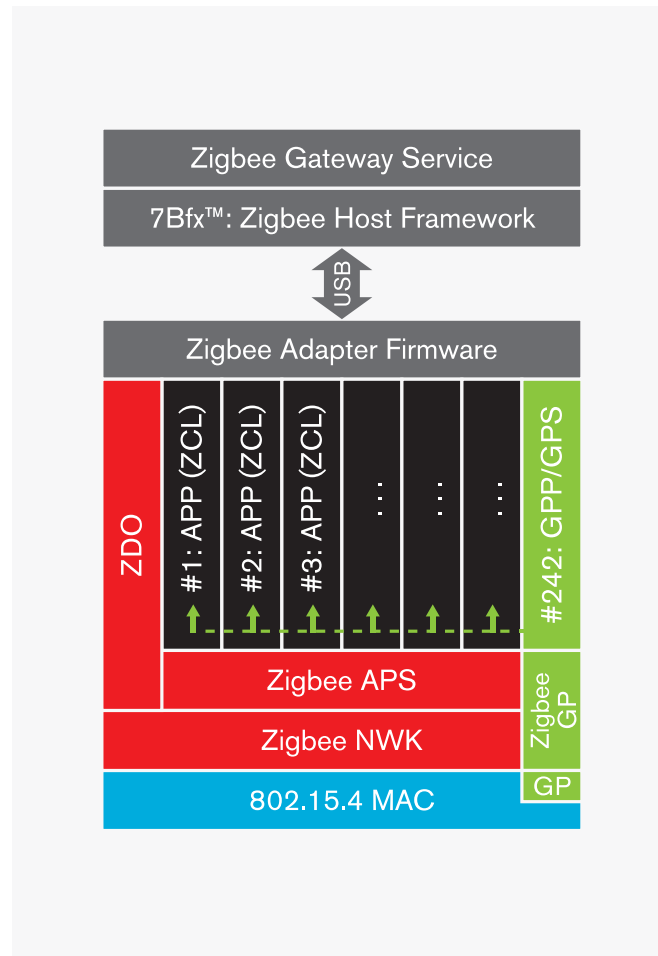 Zigbee Gateway Service
7Bfx™: Zigbee Host Framework
USB
Zigbee Adapter Firmware
ZDO
#1: APP (ZCL)
#2: APP (ZCL)
#3: APP (ZCL)
...
...
...
#242: GPP/GPS
Zigbee APS
Zigbee
GP
Zigbee NWK
GP
802.15.4 MAC